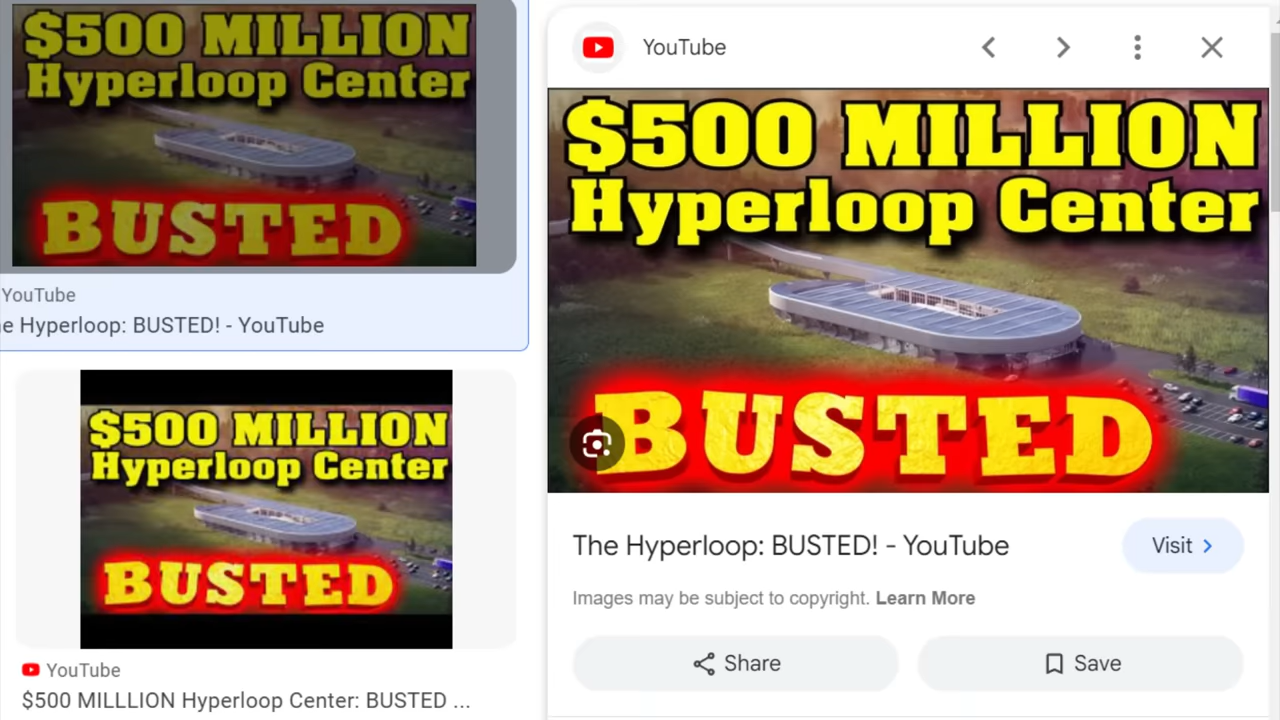 $500 MILLION
Hyperloop Center
BUSTED
YouTube
e Hyperloop: BUSTED! - YouTube
$500 MILLION
Hyperloop Center
BUSTED
YouTube
$500 MILLLION Hyperloop Center: BUSTED ...
YouTube
$500 MILLION
Hyperloop Center
BUSTED
The Hyperloop: BUSTED! - YouTube
Visit
Images may be subject to copyright. Learn More
Share
Save